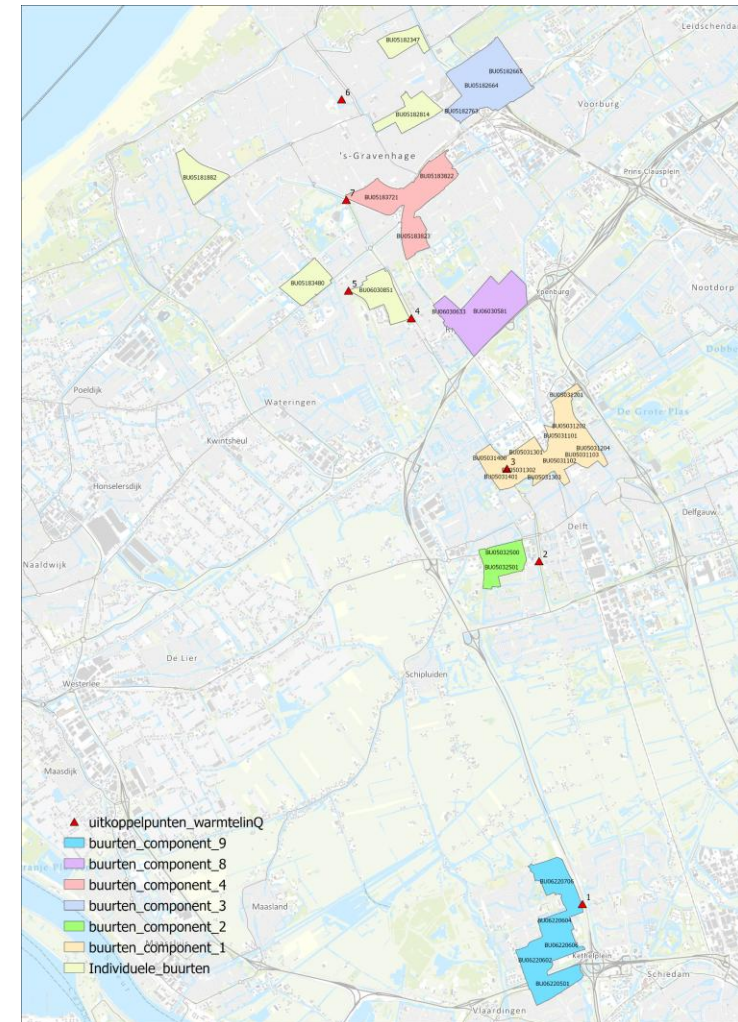 Leidschendam
BU05182347
BU05182665
BU05182664
6
BU05182763
Voorburg
BU05182814
's-Gravenhage
BU05181882
BU05183822
Prins Clausplein
7
BU05183721
BU05183823
BU05183480
5
BU06030851
Ypenburg
Nootdorp
4
BU06030833
BU06030581
Poeldijk
Wateringen
BU05031201
De Grote Plas
Kwintsheul
BU05031202
BU05031101
BU05031301
BU05031204
BU05031400
BU05031103
BU05031102
3
BU05031302
BU05031401
BU05031303
Honselersdijk
Delfgauw
Delft
BU05032500
2
Naaldwijk
BU05032501
De Lier
Schipluiden
Westerlee
Maasdijk
uitkoppelpunten_warmtelinQ
buurten_component_9
buurten_component_8
buurten_component_4
buurten_component_3
buurten_component_2
buurten_component_1
Individuele_buurten
Maasland
BU06220706
1
BU06220604
BU06220606
BU06220602
Kethelplein
Schiedam
BU06220501
Vlaardingen